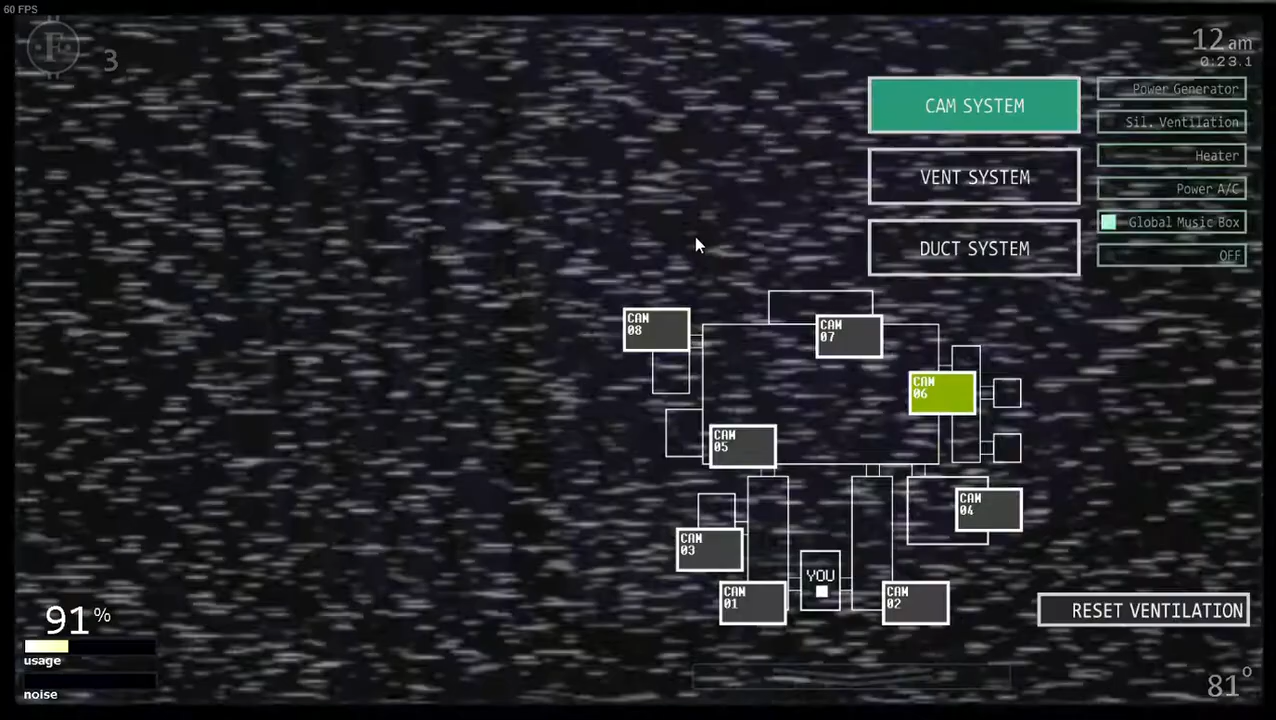 60 FPS
F 3
12 am
0:23.1
CAM SYSTEM
VENT SYSTEM
DUCT SYSTEM
Power Generator
Sil. Ventilation
Heater
Power A/C
Global Music Box
OFF
CAM
08
CAM
07
CAM
06
CAM
05
CAM
04
CAM
03
YOU
CAM
01
CAM
02
RESET VENTILATION
91%
usage
noise
81°